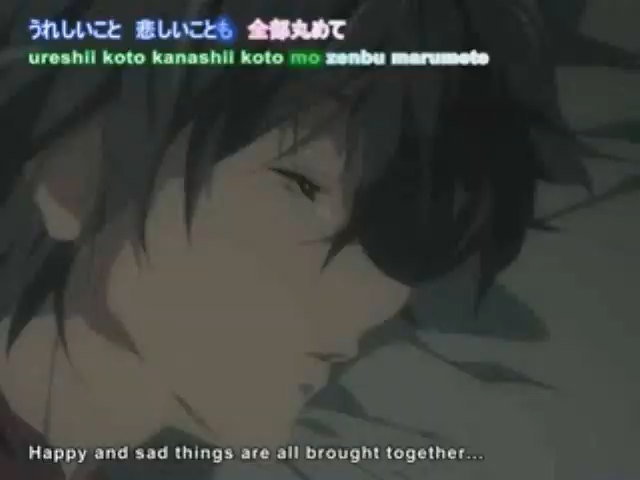 うれしいこと 悲しいことも 全部丸めて
ureshii koto kanashii koto mo zenbu marumete
Happy and sad things are all brought together...